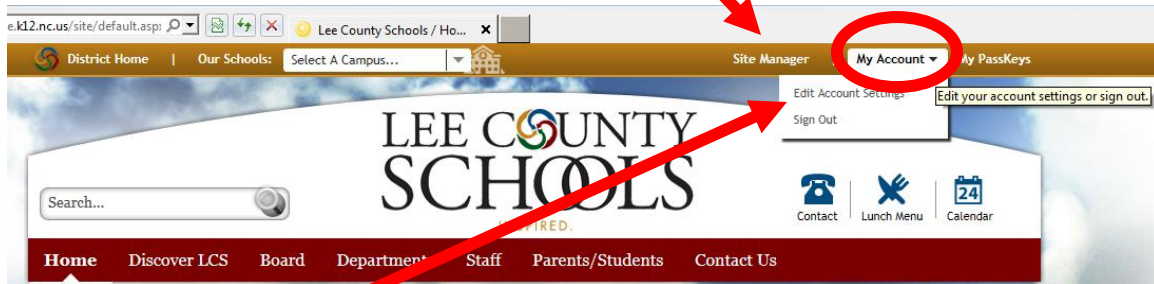 e.k12.nc.us/site/default.asp: Lee County Schools / Ho... x
District Home | Our Schools: Select A Campus... Site Manager My Account My PassKeys
Edit Account Settings
Edit your account settings or sign out.
Sign Out
LEE COUNTY
SCHOOLS
Search...
24
Contact Lunch Menu Calendar
Home Discover LCS Board Department Staff Parents/Students Contact Us